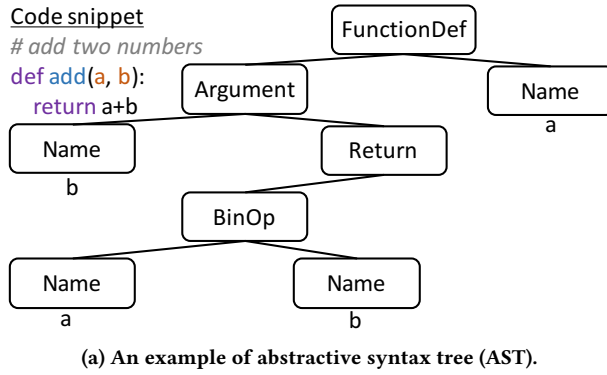 Code snippet
# add two numbers
def add(a, b):
return a+b
FunctionDef
Argument
Name
a
Name
b
Return
BinOp
Name
a
Name
b
(a) An example of abstractive syntax tree (AST).